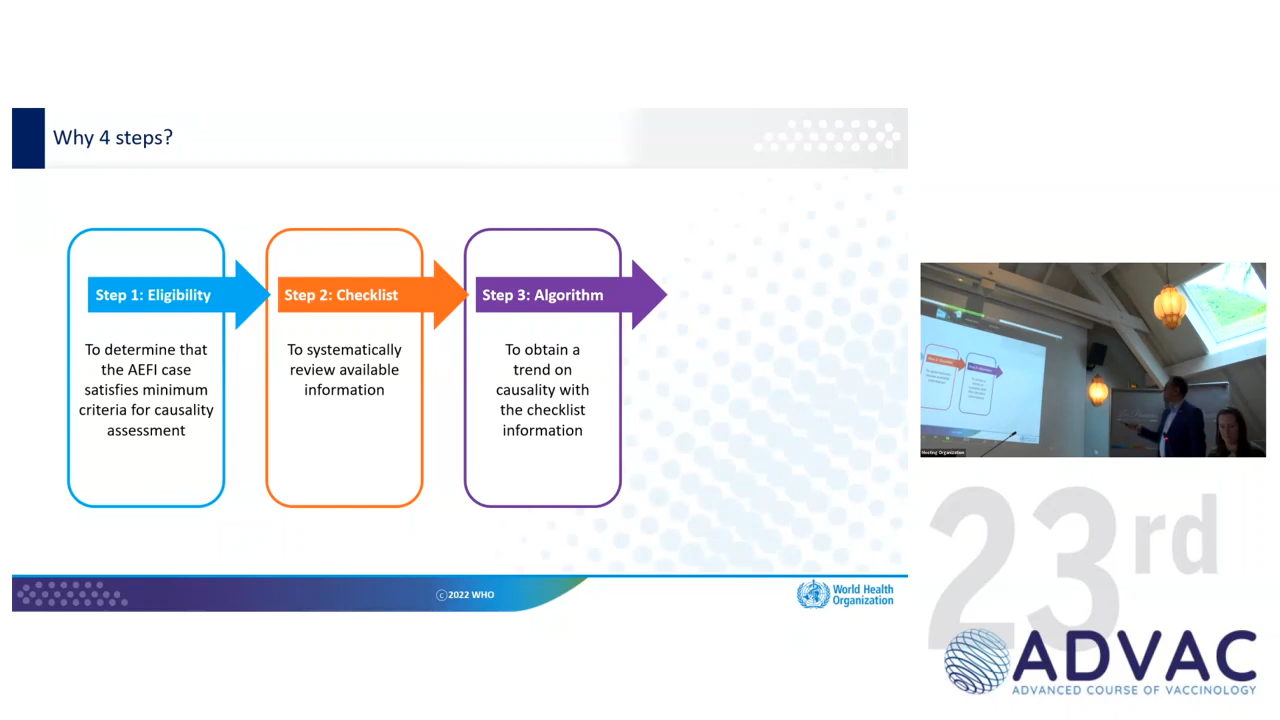 Why 4 steps?
Step 1: Eligibility
To determine that
the AEFI case
satisfies minimum
criteria for causality
assessment
Step 2: Checklist
To systematically
review available
information
Step 3: Algorithm
To obtain a
trend on
causality with
the checklist
information
©2022 WHO
World Health
Organization
Meeting Organization
23rd
ADVAC
ADVANCED COURSE OF VACCINOLOGY